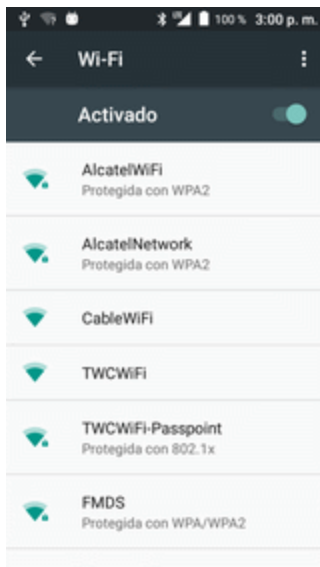 100 % 3:00 p. m.
Wi-Fi
Activado
AlcatelWiFi
Protegida con WPA2
AlcatelNetwork
Protegida con WPA2
CableWiFi
TWCWiFi
TWCWiFi-Passpoint
Protegida con 802.1x
FMDS
Protegida con WPA/WPA2